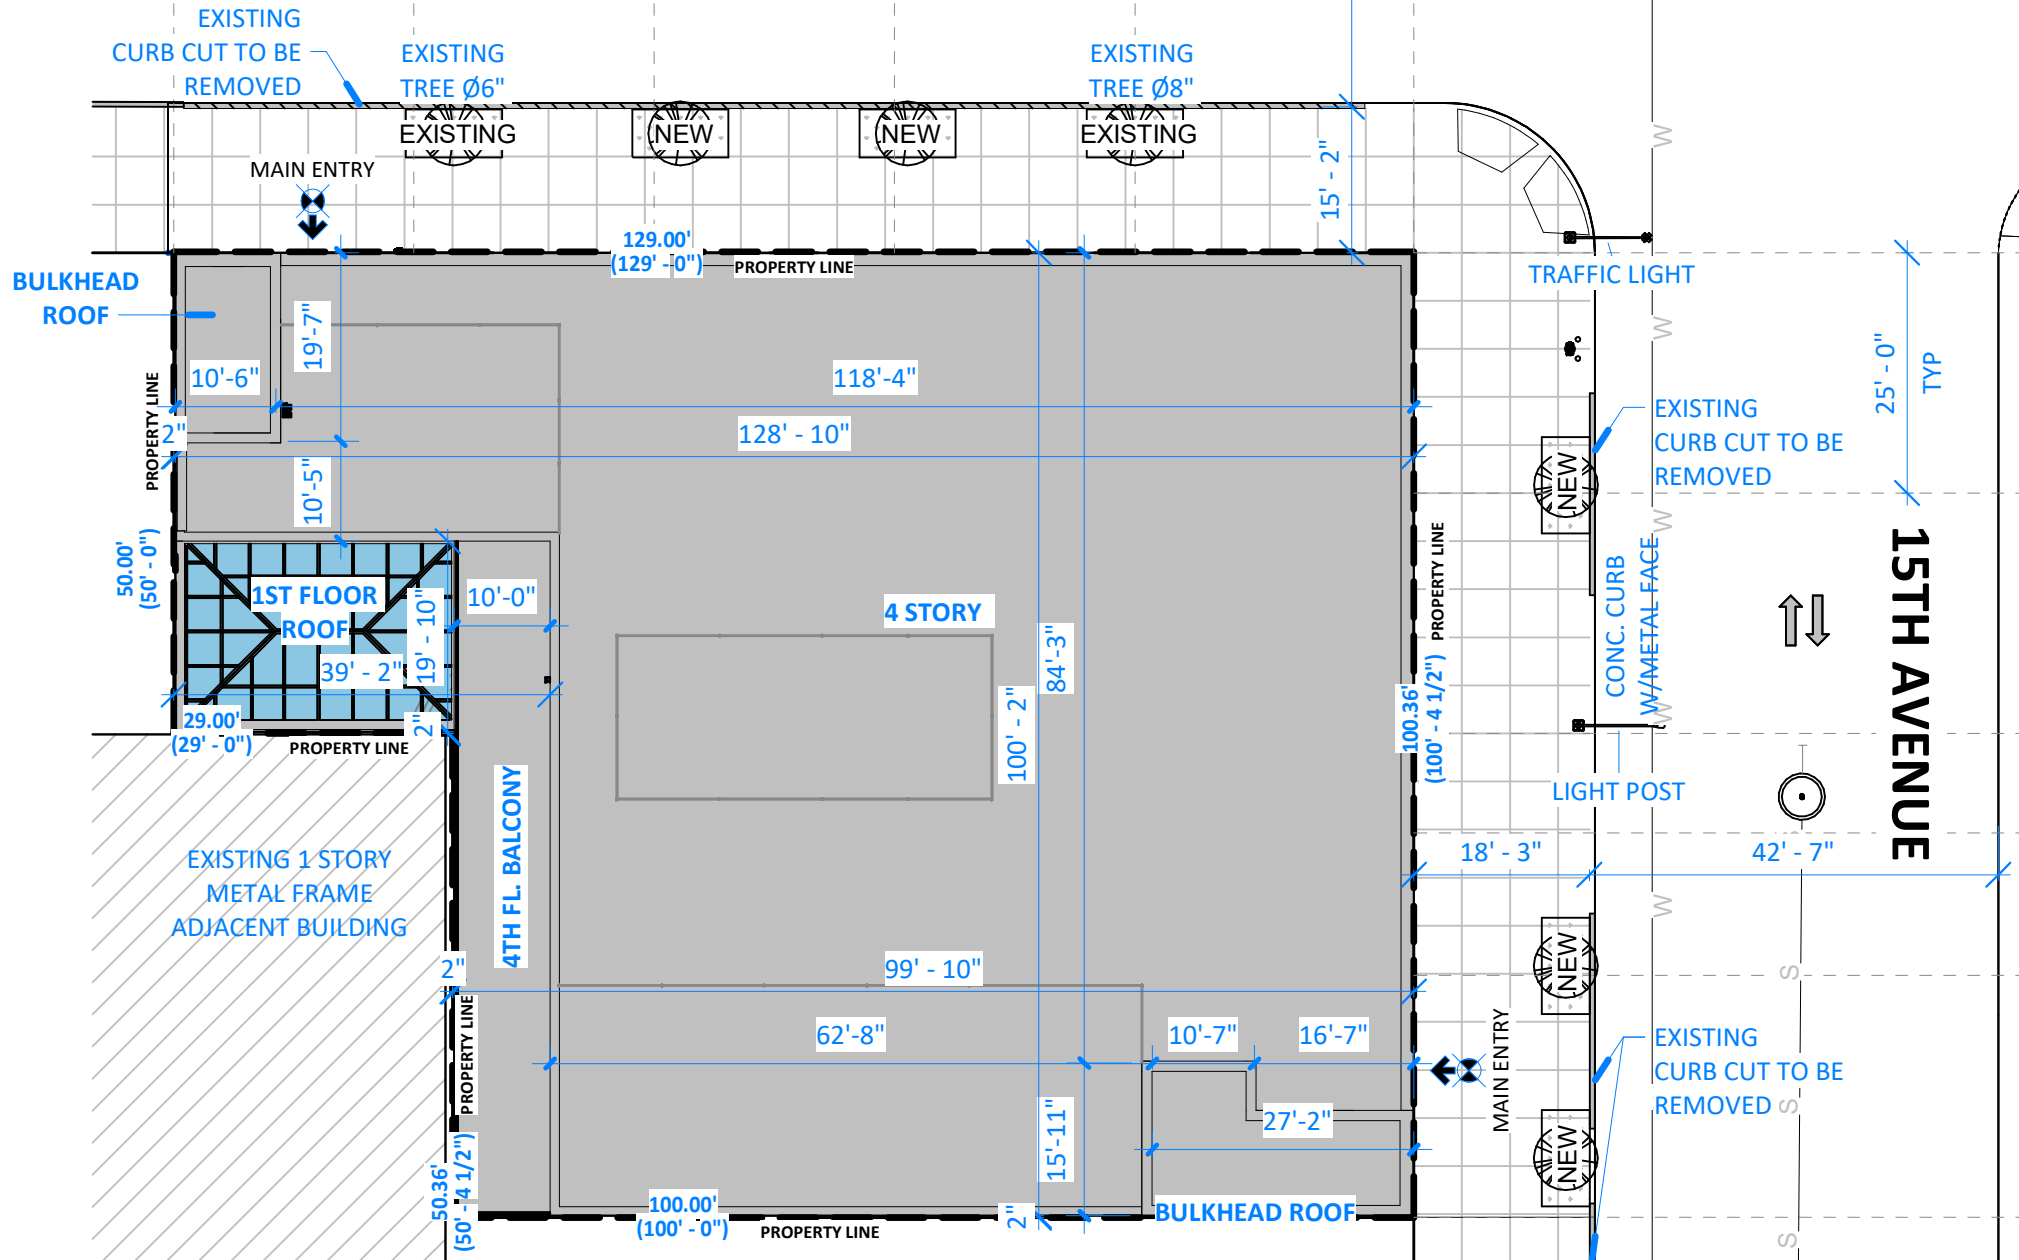 EXISTING
CURB CUT TO BE
REMOVED
EXISTING
TREE Ø6"
EXISTING
TREE Ø8"
EXISTING
NEW
NEW
EXISTING
MAIN ENTRY
15' - 2"
W
129.00'
(129' - 0")
PROPERTY LINE
TRAFFIC LIGHT
BULKHEAD
ROOF
19'-7"
W
25' - 0"
TYP
10'-6"
118'-4"
PROPERTY LINE
2"
128' - 10"
EXISTING
CURB CUT TO BE
REMOVED
10'-5"
NEW
W
50.00'
(50' - 0")
PROPERTY LINE
15TH AVENUE
1ST FLOOR
ROOF
10'-0"
19' - 10"
39' - 2"
4 STORY
84'-3"
100' - 2"
CONC. CURB
W/METAL FACE
W
29.00'
(29' - 0")
2"
PROPERTY LINE
100.36'
(100' - 4 1/2")
LIGHT POST
4TH FL. BALCONY
EXISTING 1 STORY
METAL FRAME
ADJACENT BUILDING
18' - 3"
42' - 7"
W
2"
99' - 10"
NEW
S
PROPERTY LINE
62'-8"
10'-7"
16'-7"
MAIN ENTRY
EXISTING
CURB CUT TO BE
REMOVED
S
27'-2"
15'-11"
NEW
50.36'
(50' - 4 1/2")
100.00'
(100' - 0")
PROPERTY LINE
2"
BULKHEAD ROOF
S